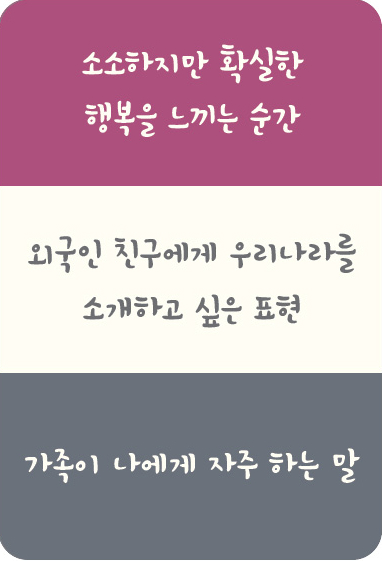 소소하지만 확실한
행복을 느끼는 순간
외국인 친구에게 우리나라를
소개하고 싶은 표현
가족이 나에게 자주 하는 말